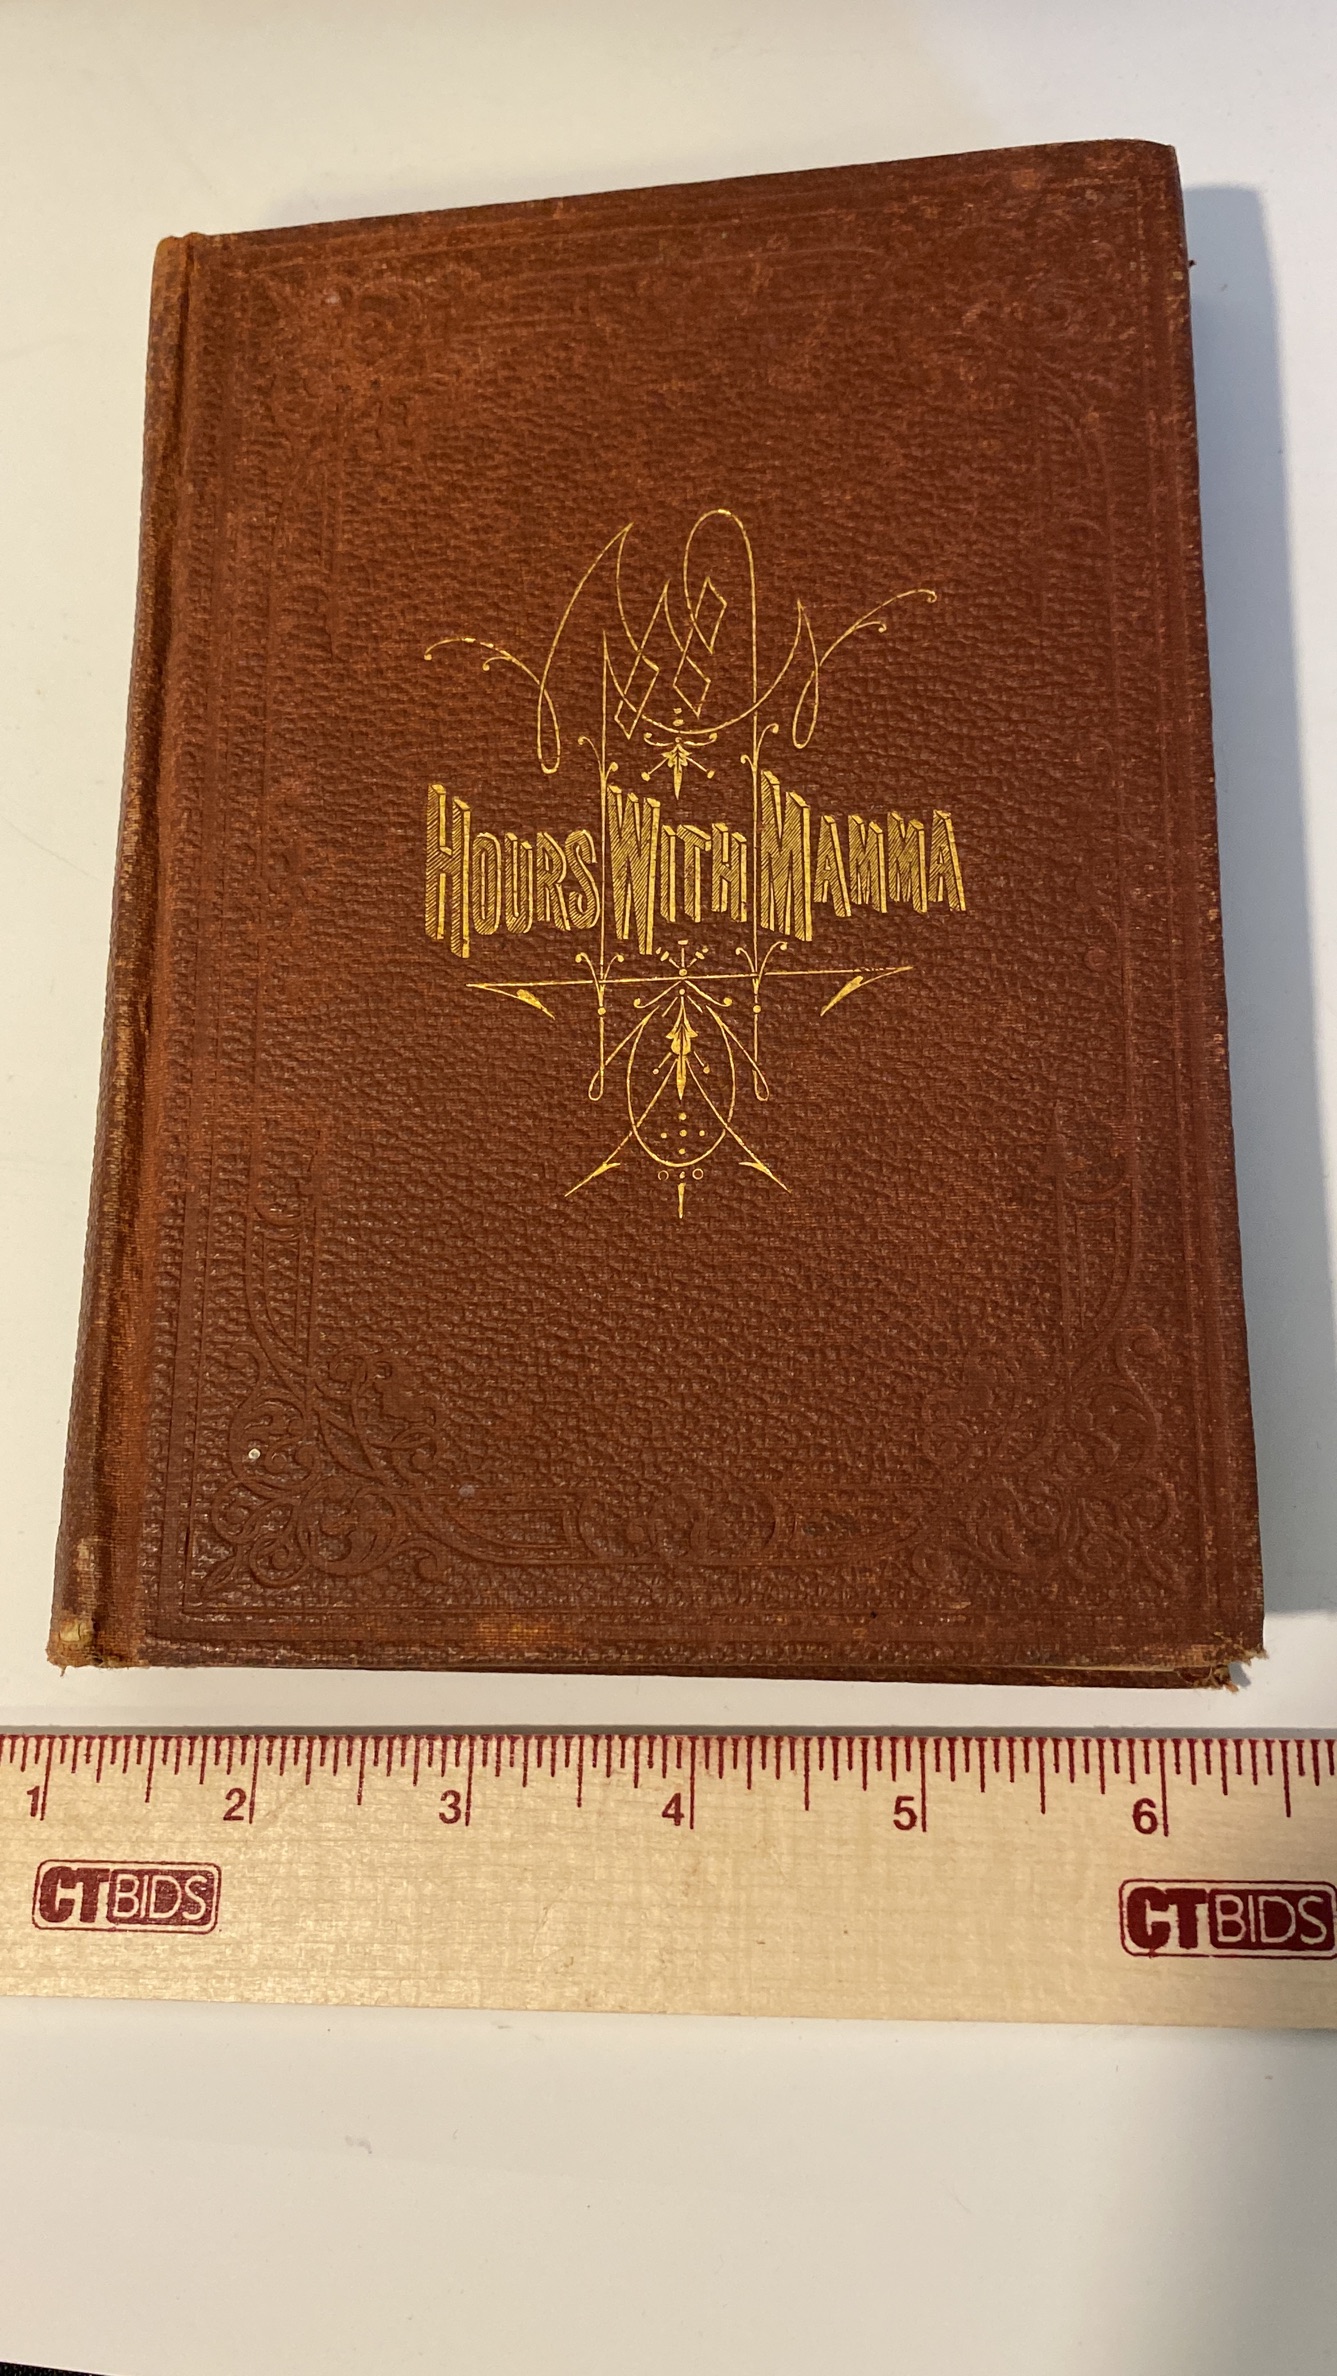 HOURS WITH MAMMA
1 2 3 4 5 6
CTBIDS CTBIDS